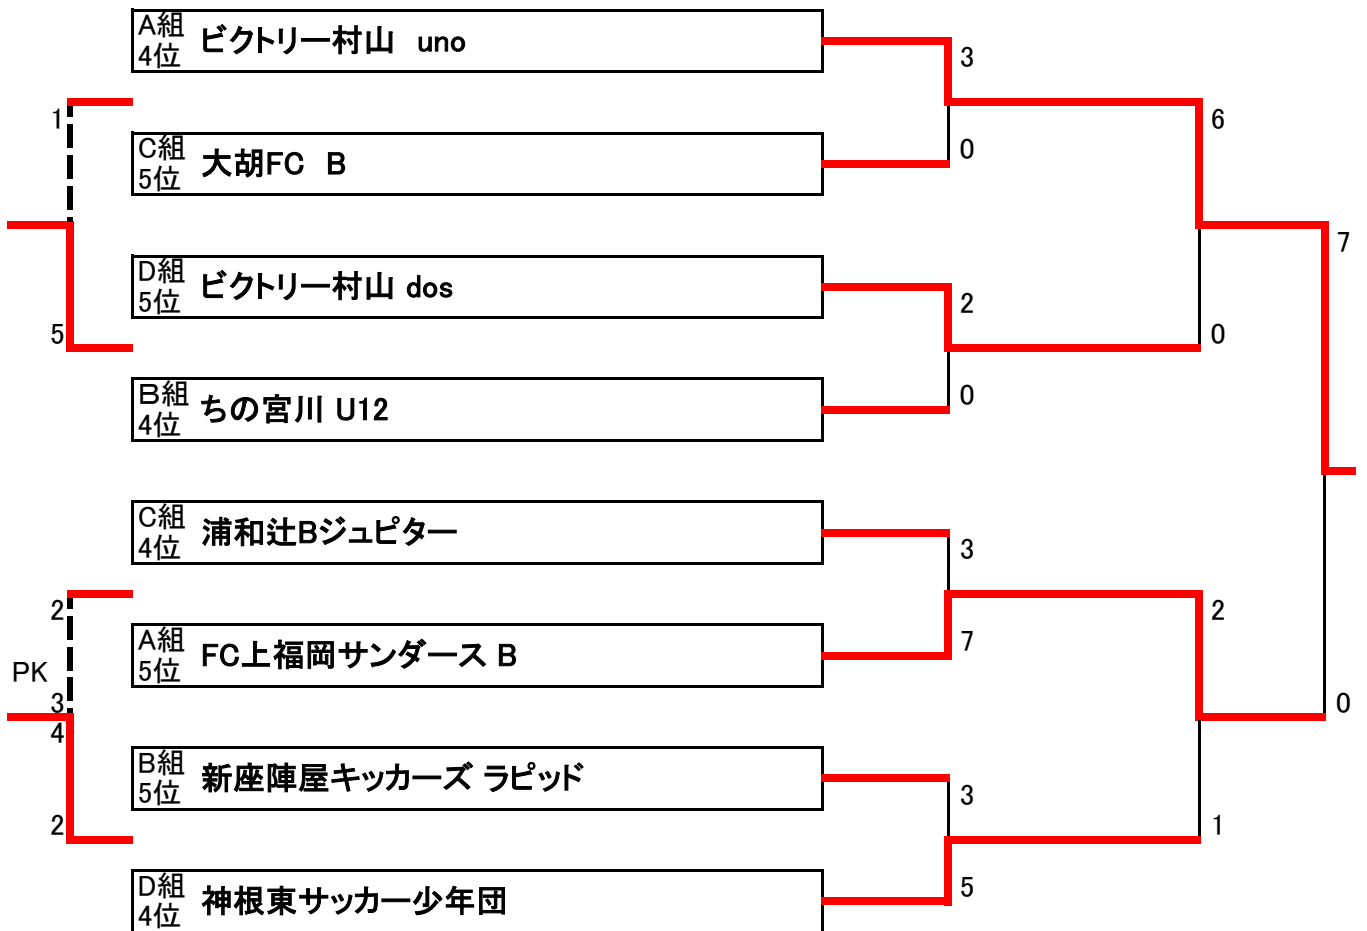 A組
4位
ビクトリー村山　uno
3
1
6
C組
5位
大胡FC　B
0
7
D組
5位
ビクトリー村山 dos
2
5
0
B組
4位
ちの宮川 U12
0
C組
4位
浦和辻Bジュピター
3
2
2
A組
5位
FC上福岡サンダース B
7
PK
3
4
0
B組
5位
新座陣屋キッカーズ ラピッド
3
2
1
D組
4位
神根東サッカー少年団
5